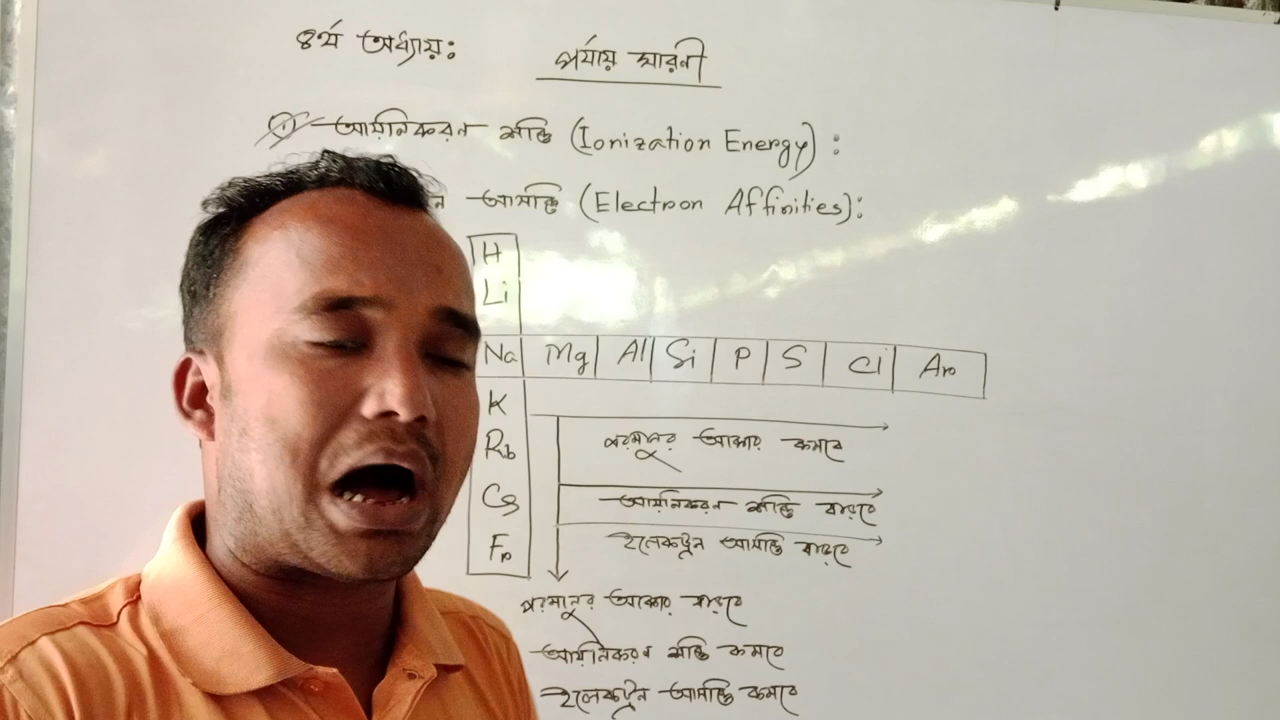 ৪র্থ অধ্যায়ঃ
পর্যায় সারণী
আয়নিকরণ শক্তি (Ionization Energy) :
ন আসক্তি (Electron Affinities):
H
Li
Na Mg Al Si P S Cl Ar
K
Rb
Cs
Fr
পরমানুর আকার কমবে
আয়নিকরণ শক্তি বাড়বে
ইলেকট্রন আসক্তি বাড়বে
পরমানুর আকার বাড়বে
আয়নিকরণ শক্তি কমবে
ইলেকট্রন আসক্তি কমবে